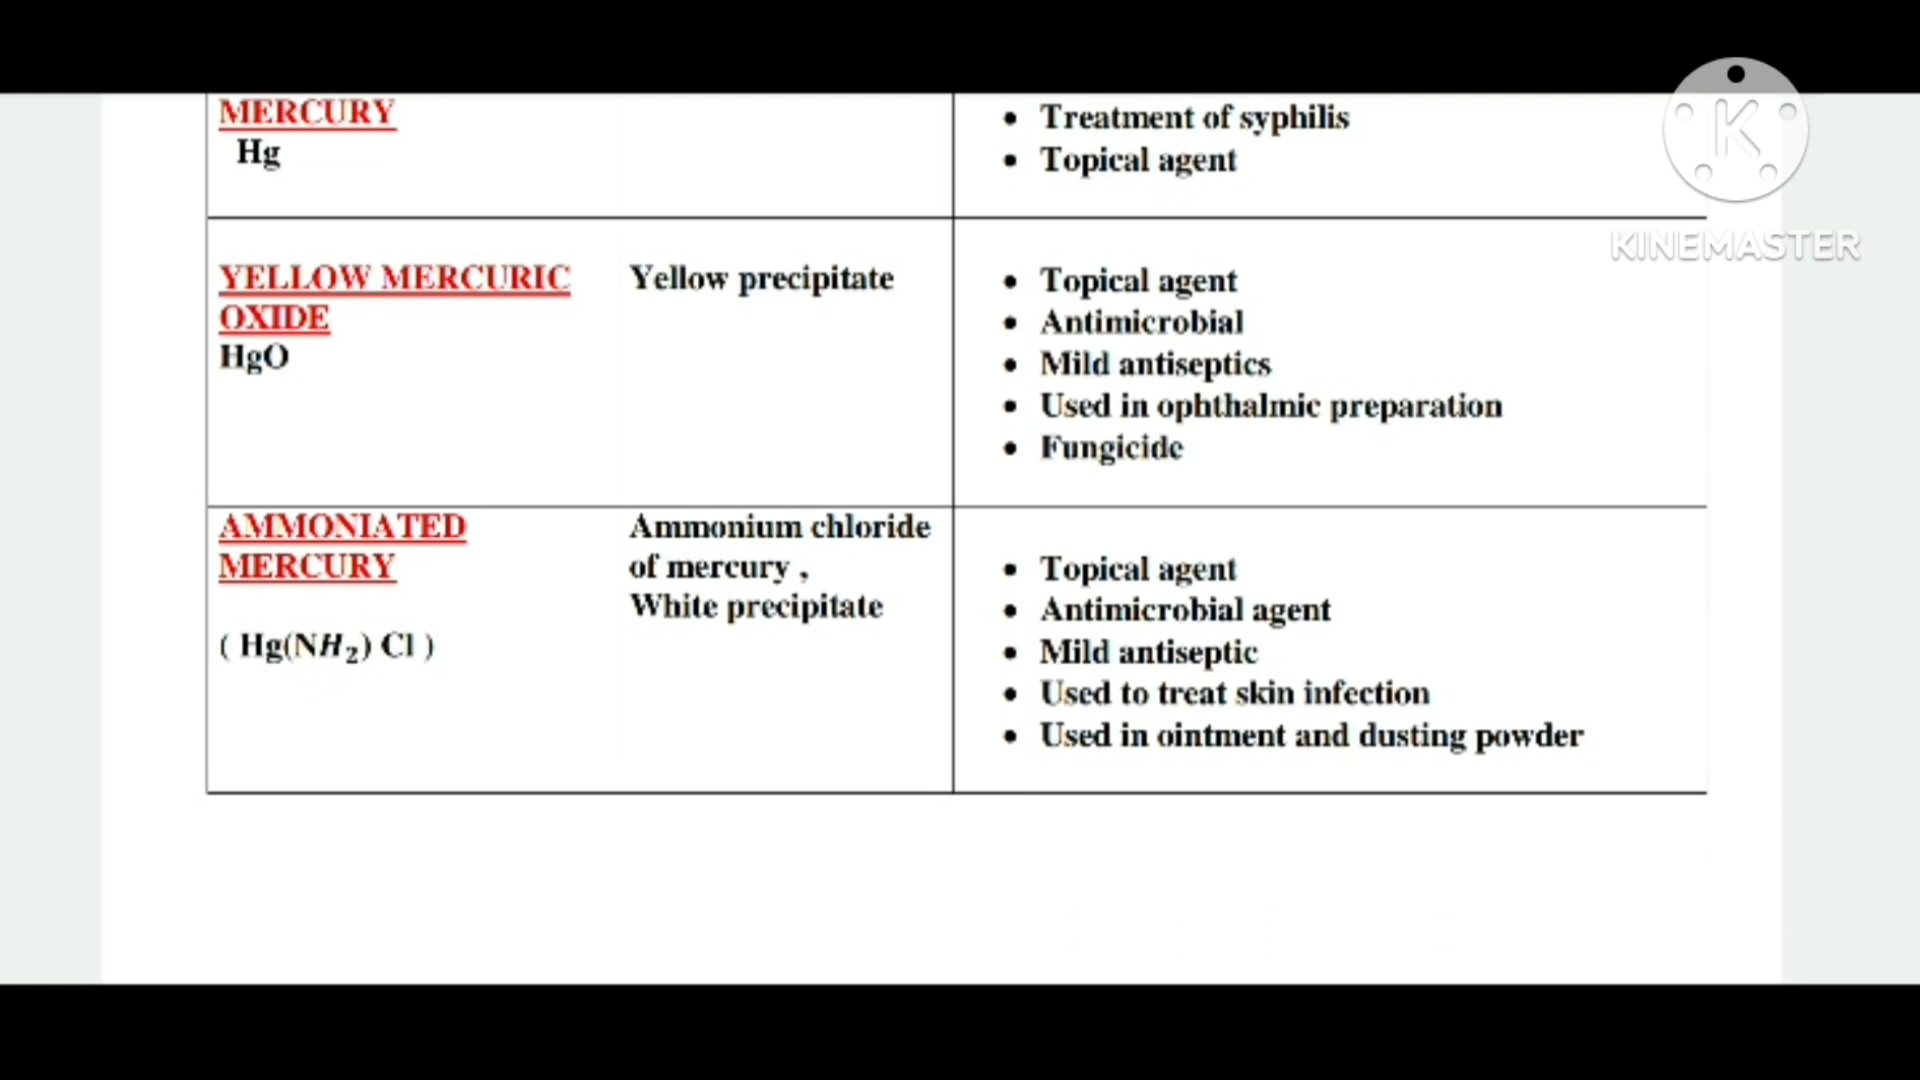 MERCURY
Hg
• Treatment of syphilis
• Topical agent
YELLOW MERCURIC
OXIDE
HgO
Yellow precipitate
• Topical agent
• Antimicrobial
• Mild antiseptics
• Used in ophthalmic preparation
• Fungicide
AMMONIATED
MERCURY
( Hg(NH₂) Cl )
Ammonium chloride
of mercury ,
White precipitate
• Topical agent
• Antimicrobial agent
• Mild antiseptic
• Used to treat skin infection
• Used in ointment and dusting powder
K
KINEMASTER